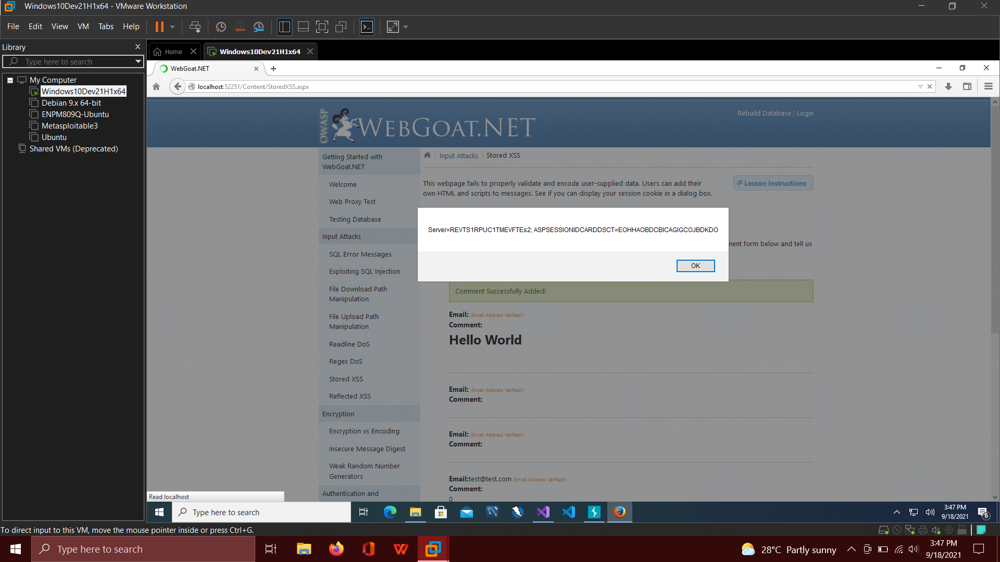 Windows10Dev21H1x64 - VMware Workstation
File Edit View VM Tabs Help
Library
Type here to search
My Computer
Windows10Dev21H1x64
Debian 9.x 64-bit
ENPM809Q-Ubuntu
Metasploitable3
Ubuntu
Shared VMs (Deprecated)
Home
Windows10Dev21H1x64
WebGoat.NET
localhost:52251/Content/StoredXSS.aspx
OWASP
WEBGOAT.NET
Rebuild Database | Login
Getting Started with
WebGoat.NET
Welcome
Web Proxy Test
Testing Database
Input Attacks
SQL Error Messages
Exploiting SQL Injection
File Download Path
Manipulation
File Upload Path
Manipulation
Readline DoS
Regex DoS
Stored XSS
Reflected XSS
Encryption
Encryption vs Encoding
Insecure Message Digest
Weak Random Number
Generators
Authentication and
Input Attacks Stored XSS
This webpage fails to properly validate and encode user-supplied data. Users can add their
own HTML and scripts to messages. See if you can display your session cookie in a dialog box.
Lesson Instructions
Server=REVTS1RPUC1TMEVFTEs2; ASPSESSIONIDCARDDSCT=EOHHAOBDCBICAGIGCOJBDKDO
OK
form below and tell us
Comment Successfully Added!
Email: (Email Address Verified!)
Comment:
Hello World
Email: (Email Address Verified!)
Comment:
Email: (Email Address Verified!)
Comment:
Email:test@test.com (Email Address Verified!)
Comment:
0
Read localhost
Type here to search
3:47 PM
9/18/2021
6
To direct input to this VM, move the mouse pointer inside or press Ctrl+G.
Type here to search
28°C Partly sunny
3:47 PM
9/18/2021